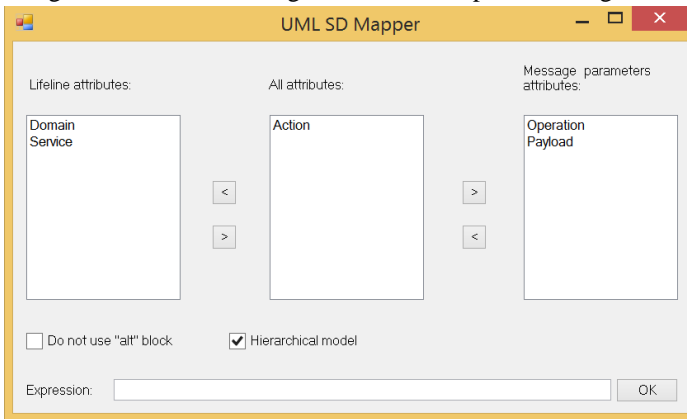 UML SD Mapper
Lifeline attributes:
All attributes:
Message parameters
attributes:
Domain
Service
Action
Operation
Payload
<
>
>
<
Do not use "alt" block
Hierarchical model
Expression:
OK